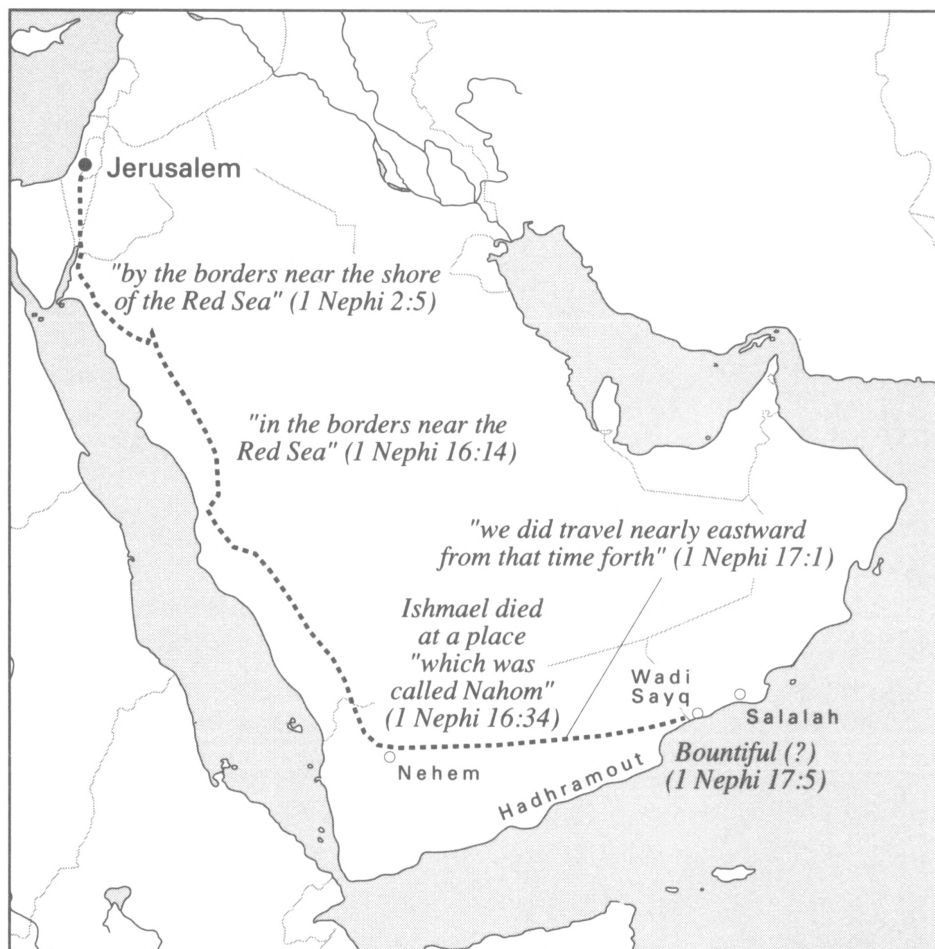 Jerusalem
"by the borders near the shore
of the Red Sea" (1 Nephi 2:5)
"in the borders near the
Red Sea" (1 Nephi 16:14)
"we did travel nearly eastward
from that time forth" (1 Nephi 17:1)
Ishmael died
at a place
"which was
called Nahom"
(1 Nephi 16:34)
Wadi
Sayq
Salalah
Nehem
Hadhramout
Bountiful (?)
(1 Nephi 17:5)